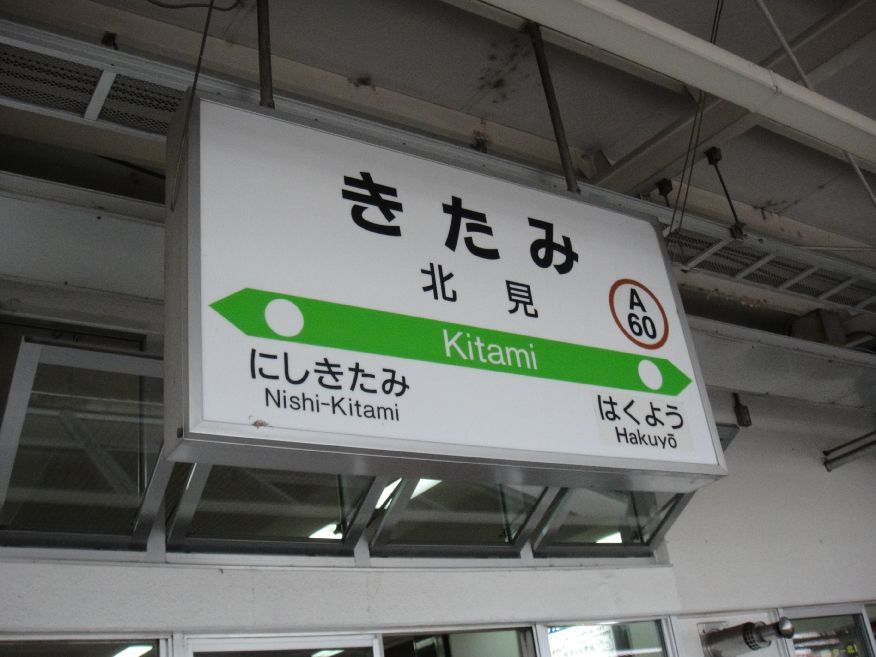 きたみ
北見
A
60
Kitami
にしきたみ
Nishi-Kitami
はくよう
Hakuyō